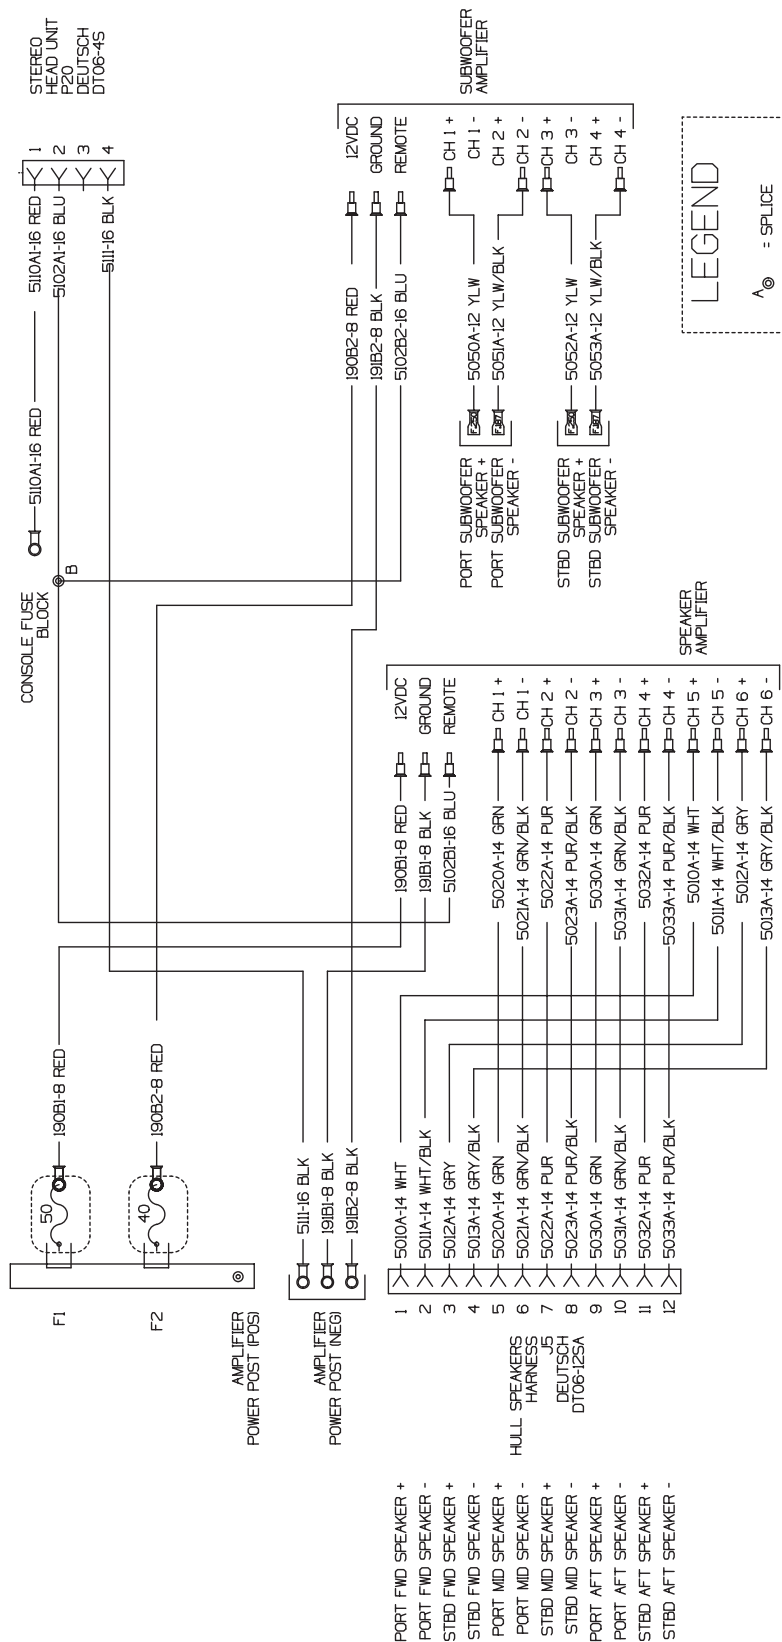 STEREO
HEAD UNIT
P20
DEUTSCH
DT06-4S
1
2
3
4
5110A1-16 RED
5110A1-16 RED
5102A1-16 BLU
5111-16 BLK
CONSOLE FUSE
BLOCK
B
SUBWOOFER
AMPLIFIER
12VDC
GROUND
REMOTE
CH 1 +
CH 1 -
CH 2 +
CH 2 -
CH 3 +
CH 3 -
CH 4 +
CH 4 -
190B2-8 RED
191B2-8 BLK
5102B2-16 BLU
5050A-12 YLW
5051A-12 YLW/BLK
5052A-12 YLW
5053A-12 YLW/BLK
F.250
F.187
F.250
F.187
PORT SUBWOOFER
SPEAKER +
PORT SUBWOOFER
SPEAKER -
STBD SUBWOOFER
SPEAKER +
STBD SUBWOOFER
SPEAKER -
LEGEND
A
= SPLICE
SPEAKER
AMPLIFIER
12VDC
GROUND
REMOTE
CH 1 +
CH 1 -
CH 2 +
CH 2 -
CH 3 +
CH 3 -
CH 4 +
CH 4 -
CH 5 +
CH 5 -
CH 6 +
CH 6 -
190B1-8 RED
191B1-8 BLK
5102B1-16 BLU
5020A-14 GRN
5021A-14 GRN/BLK
5022A-14 PUR
5023A-14 PUR/BLK
5030A-14 GRN
5031A-14 GRN/BLK
5032A-14 PUR
5033A-14 PUR/BLK
5010A-14 WHT
5011A-14 WHT/BLK
5012A-14 GRY
5013A-14 GRY/BLK
190B1-8 RED
190B2-8 RED
50
40
F1
F2
AMPLIFIER
POWER POST (POS)
5111-16 BLK
191B1-8 BLK
191B2-8 BLK
AMPLIFIER
POWER POST (NEG)
5010A-14 WHT
5011A-14 WHT/BLK
5012A-14 GRY
5013A-14 GRY/BLK
5020A-14 GRN
5021A-14 GRN/BLK
5022A-14 PUR
5023A-14 PUR/BLK
5030A-14 GRN
5031A-14 GRN/BLK
5032A-14 PUR
5033A-14 PUR/BLK
1
2
3
4
5
6
7
8
9
10
11
12
HULL SPEAKERS
HARNESS
J5
DEUTSCH
DT06-12SA
PORT FWD SPEAKER +
PORT FWD SPEAKER -
STBD FWD SPEAKER +
STBD FWD SPEAKER -
PORT MID SPEAKER +
PORT MID SPEAKER -
STBD MID SPEAKER +
STBD MID SPEAKER -
PORT AFT SPEAKER +
PORT AFT SPEAKER -
STBD AFT SPEAKER +
STBD AFT SPEAKER -